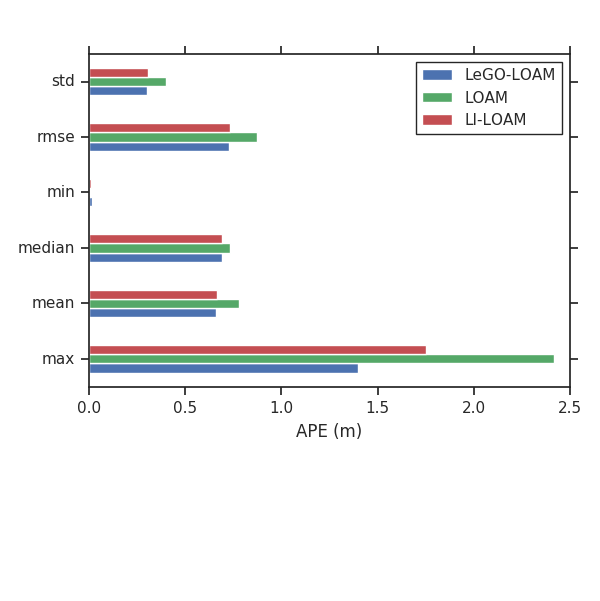 std
rmse
min
median
mean
max
LeGO-LOAM
LOAM
LI-LOAM
0.0 0.5 1.0 1.5 2.0 2.5
APE (m)